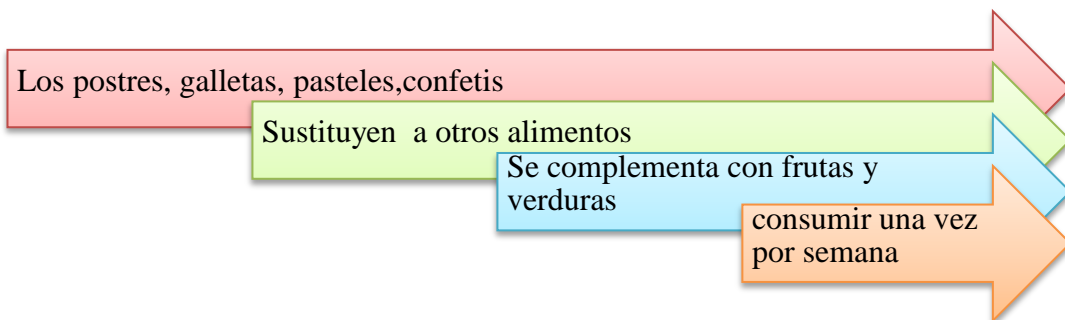 Los postres, galletas, pasteles,confetis
Sustituyen  a otros alimentos
Se complementa con frutas y
verduras
consumir una vez
por semana